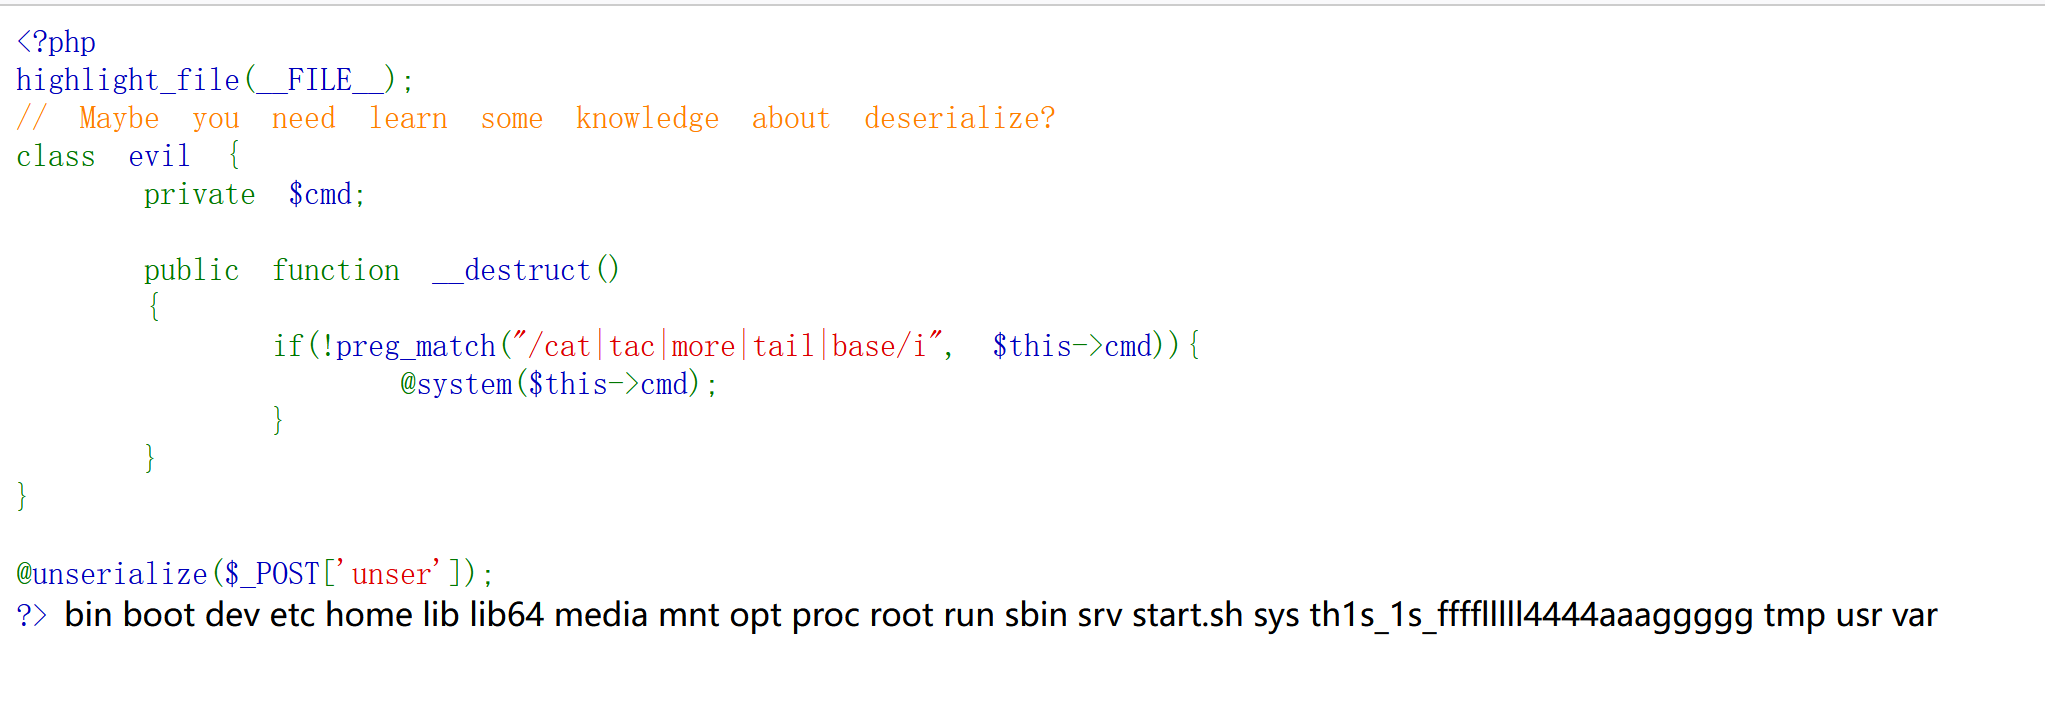 <?php
highlight_file(__FILE__);
// Maybe you need learn some knowledge about deserialize?
class evil {
private $cmd;
public function __destruct()
{
if(!preg_match("/cat|tac|more|tail|base/i", $this->cmd)){
@system($this->cmd);
}
}
}
@unserialize($_POST['unser']);
?> bin boot dev etc home lib lib64 media mnt opt proc root run sbin srv start.sh sys th1s_1s_fffflllll4444aaaggggg tmp usr var